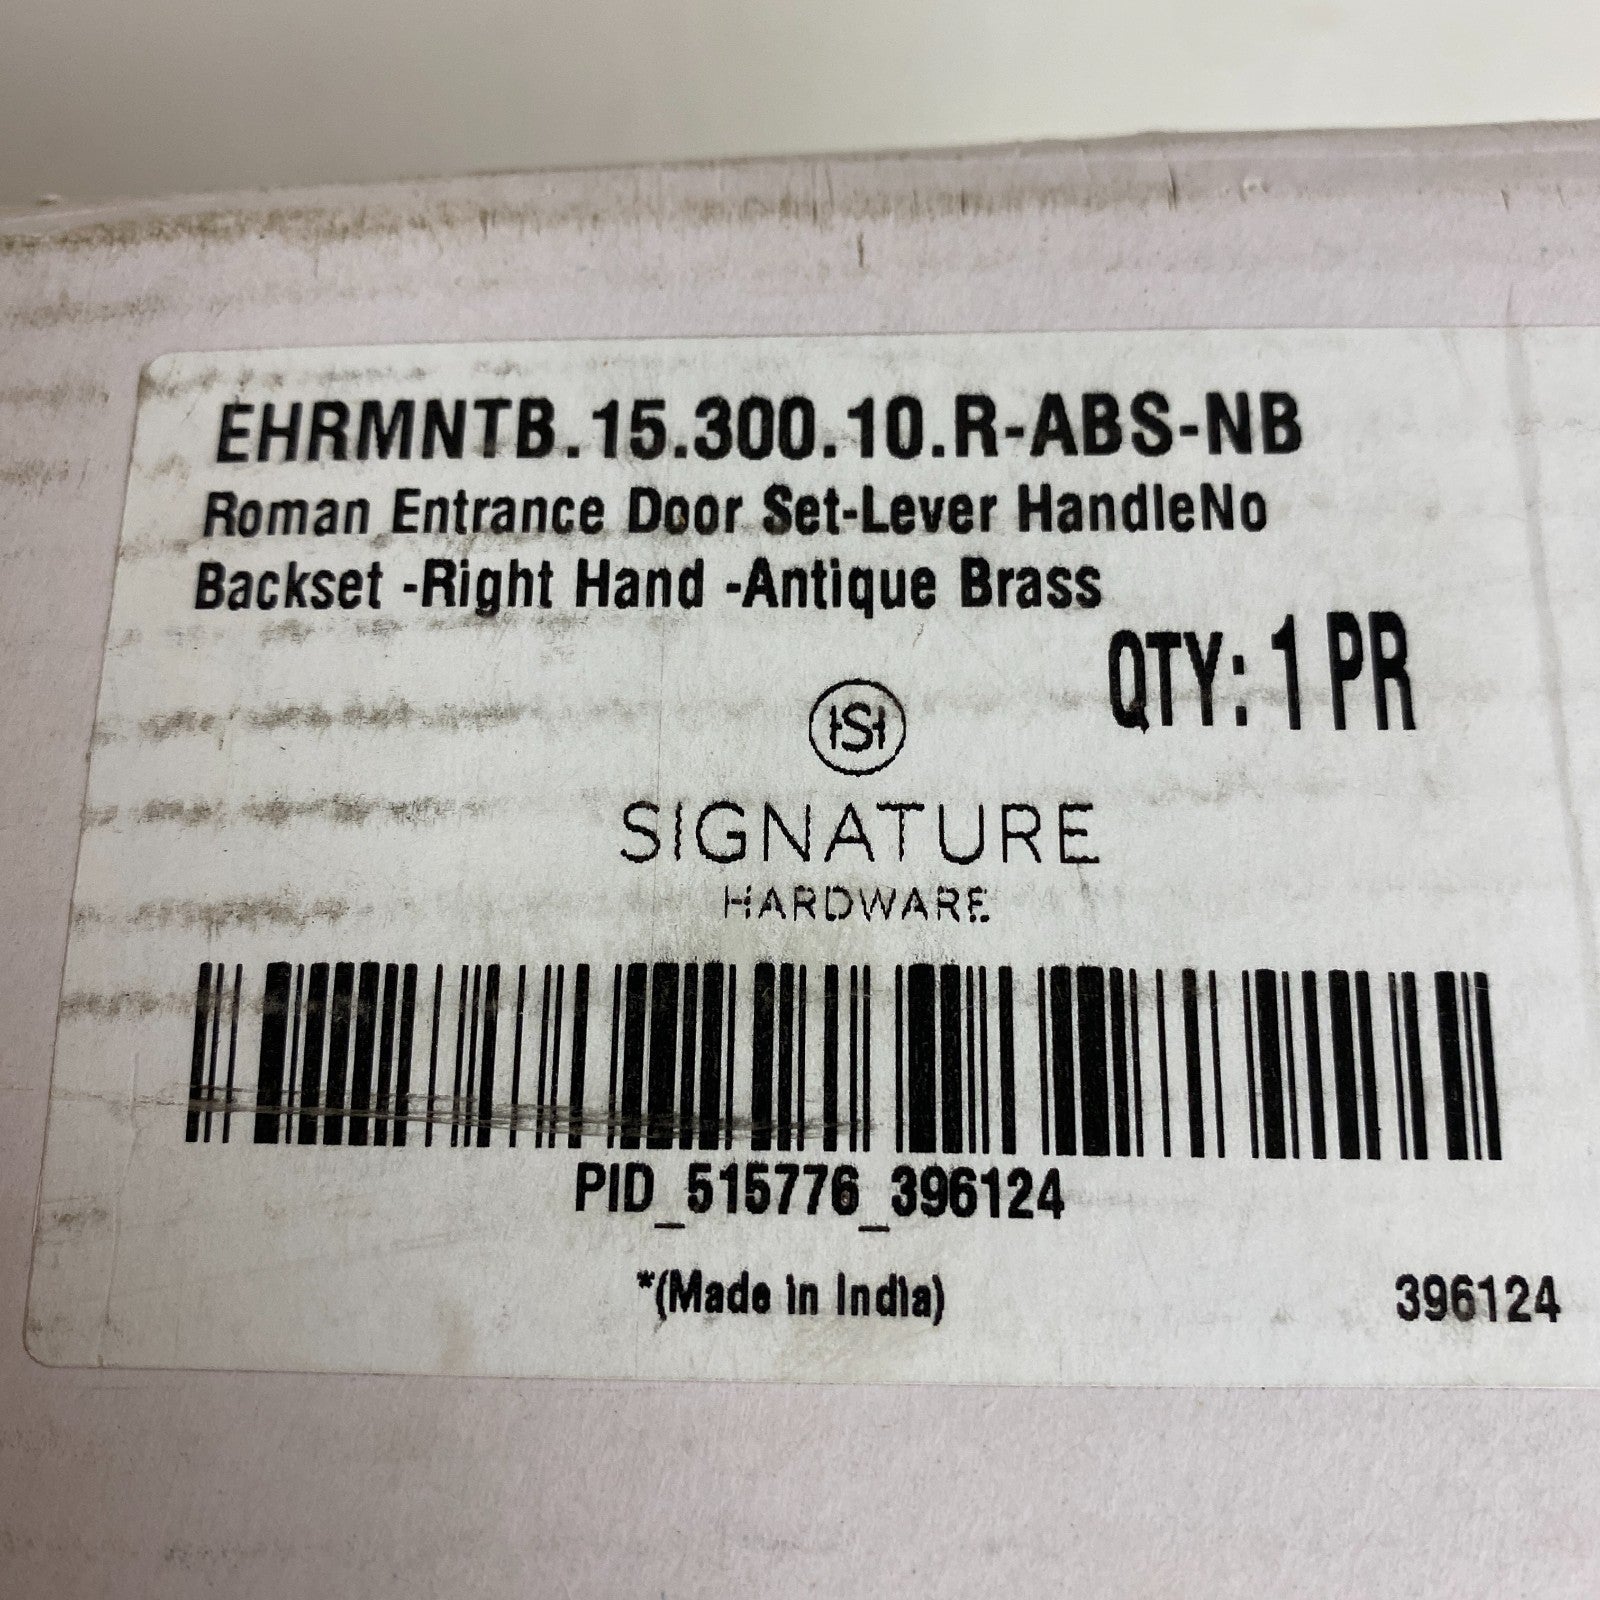 EHRMNTB.15.300.10.R-ABS-NB
Roman Entrance Door Set-Lever HandleNo
Backset -Right Hand -Antique Brass
QTY: 1 PR
HSH
SIGNATURE
HARDWARE
PID_515776_396124
*(Made in India)
396124